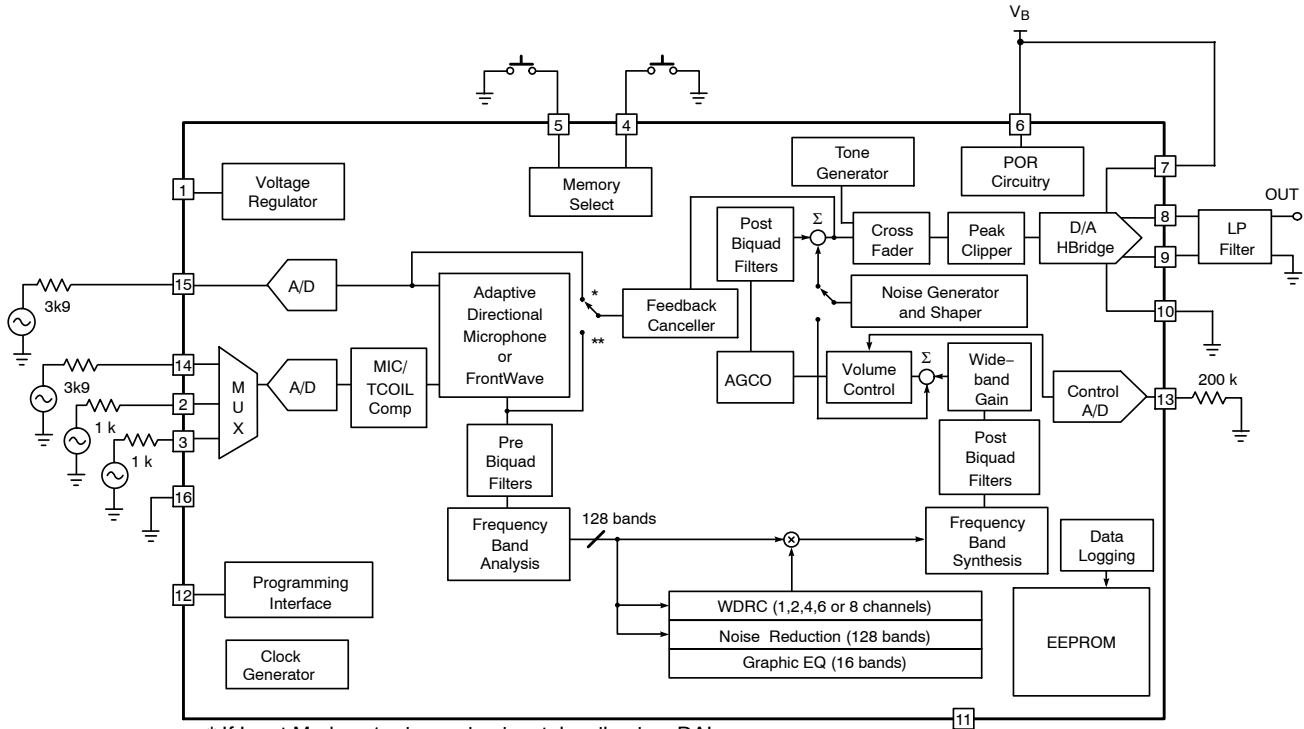 V_B
5
4
6
Voltage
Regulator
1
Memory
Select
Tone
Generator
POR
Circuitry
7
Post
Biquad
Filters
Σ
Cross
Fader
Peak
Clipper
D/A
HBridge
8
9
LP
Filter
OUT
15
3k9
A/D
Adaptive
Directional
Microphone
or
FrontWave
*
**
Feedback
Canceller
Noise Generator
and Shaper
10
14
3k9
2
1 k
3
1 k
M
U
X
A/D
MIC/
TCOIL
Comp
AGCO
Volume
Control
Σ
Wide–
band
Gain
Control
A/D
13
200 k
16
Pre
Biquad
Filters
Post
Biquad
Filters
Frequency
Band
Analysis
128 bands
×
Frequency
Band
Synthesis
Data
Logging
12
Programming
Interface
WDRC (1,2,4,6 or 8 channels)
Noise Reduction (128 bands)
Graphic EQ (16 bands)
EEPROM
Clock
Generator
11